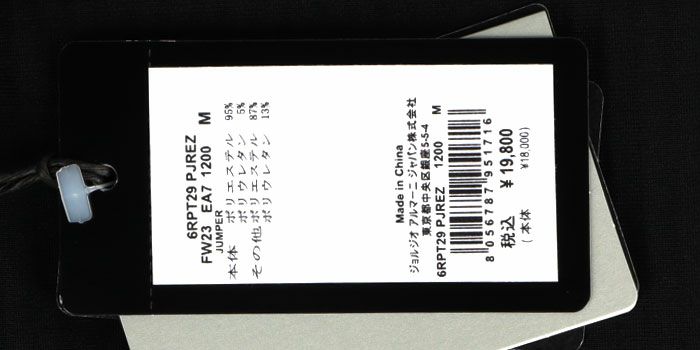 6RPT29 PJREZ
FW23 EA7 1200 M
JUMPER
本体 ポリエステル 95%
ポリウレタン 5%
その他 ポリエステル 87%
ポリウレタン 13%
Made in China
ジョルジオ アルマーニ ジャパン株式会社
東京都中央区銀座5-5-4
6RPT29 PJREZ 1200 M
8 056787 951716
税込 ¥19,800
(本体 ¥18,000)